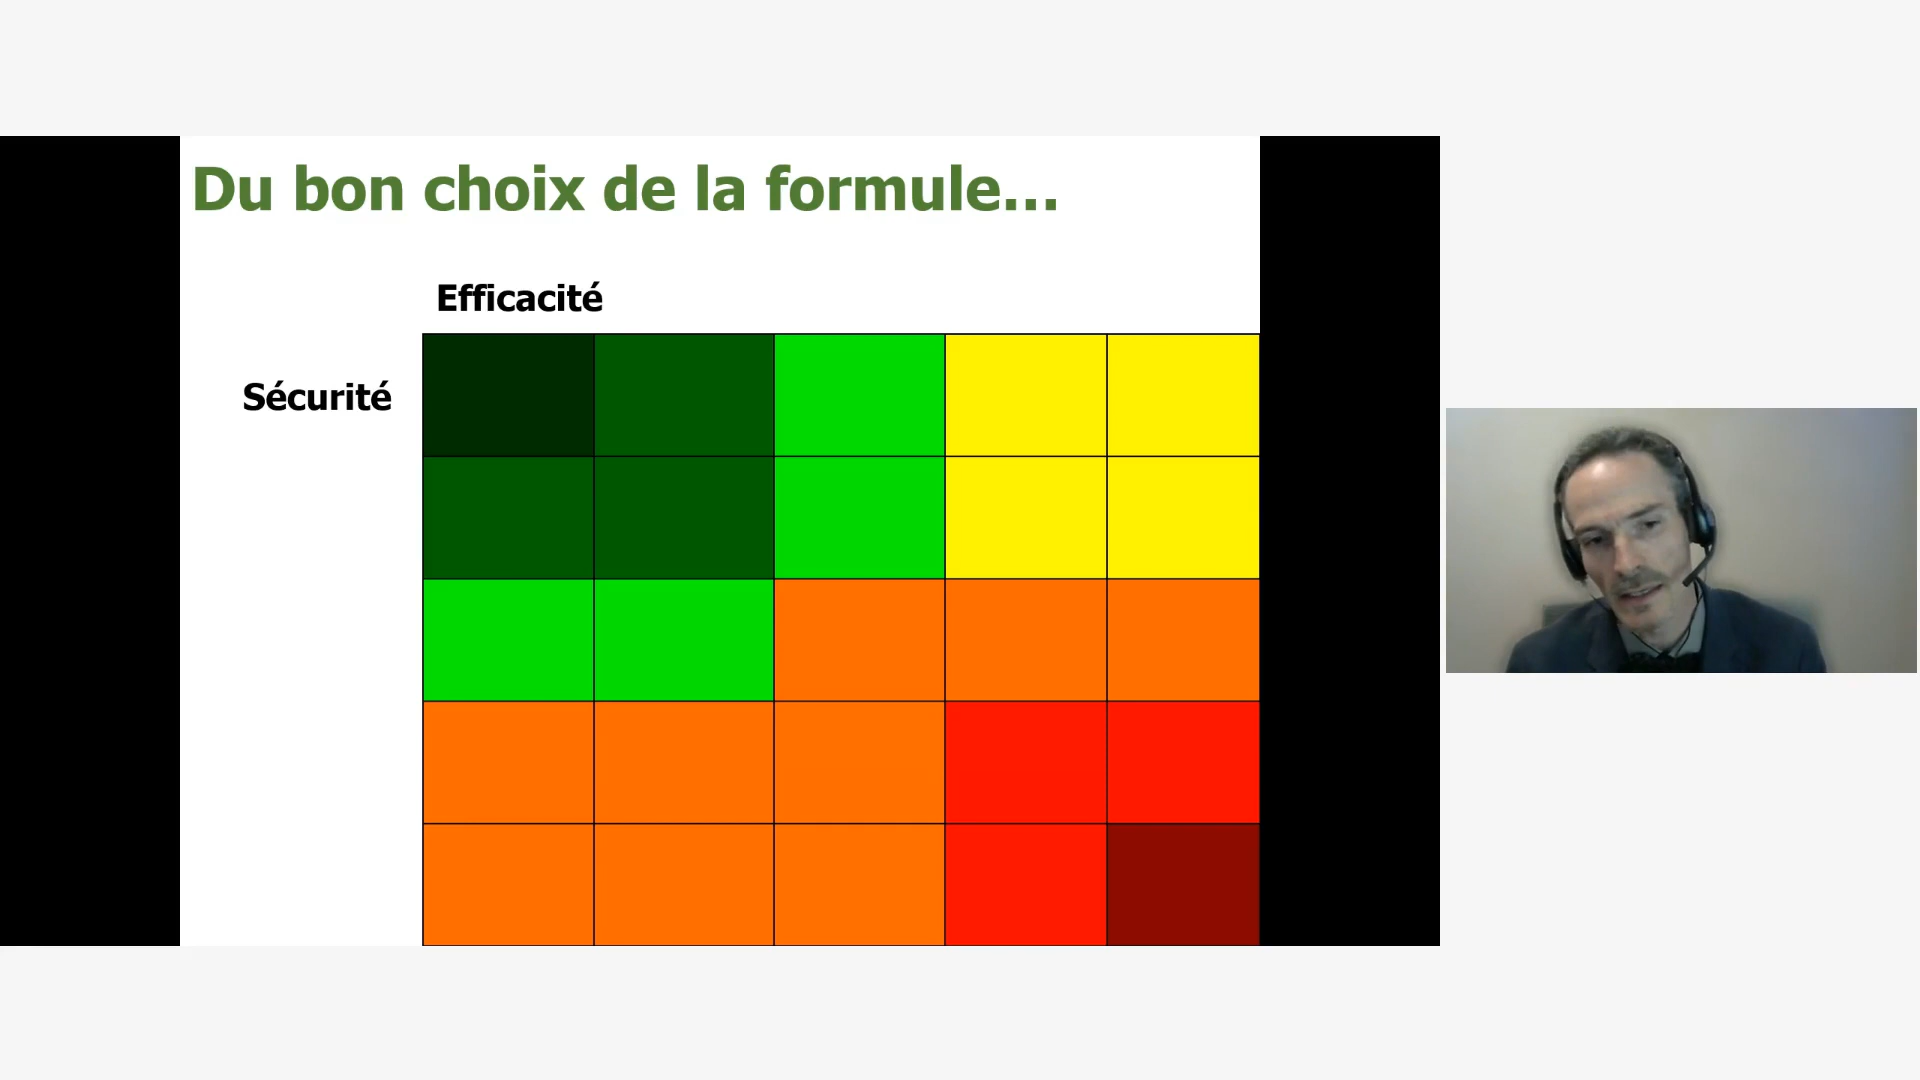 Du bon choix de la formule...
Efficacité
Sécurité